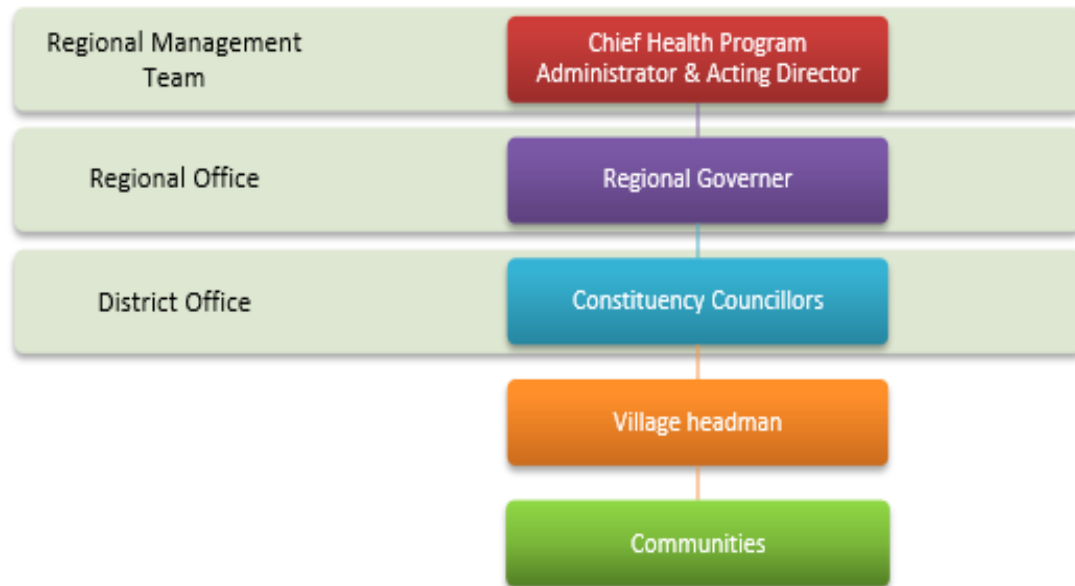 Regional Management
Team
Chief Health Program
Administrator & Acting Director
Regional Office
Regional Governer
District Office
Constituency Councillors
Village headman
Communities